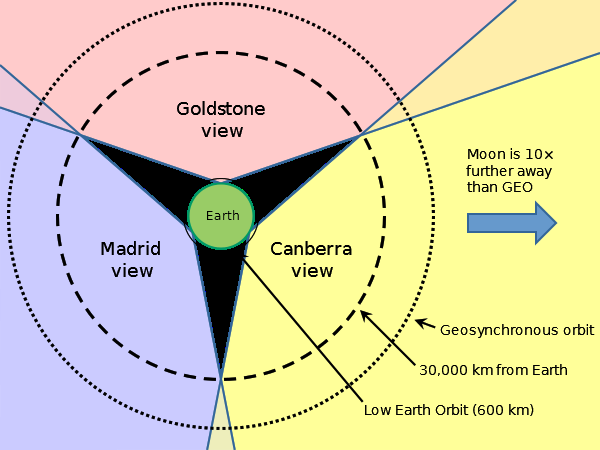 Goldstone
view
Moon is 10×
further away
than GEO
Earth
Madrid
view
Canberra
view
Geosynchronous orbit
30,000 km from Earth
Low Earth Orbit (600 km)